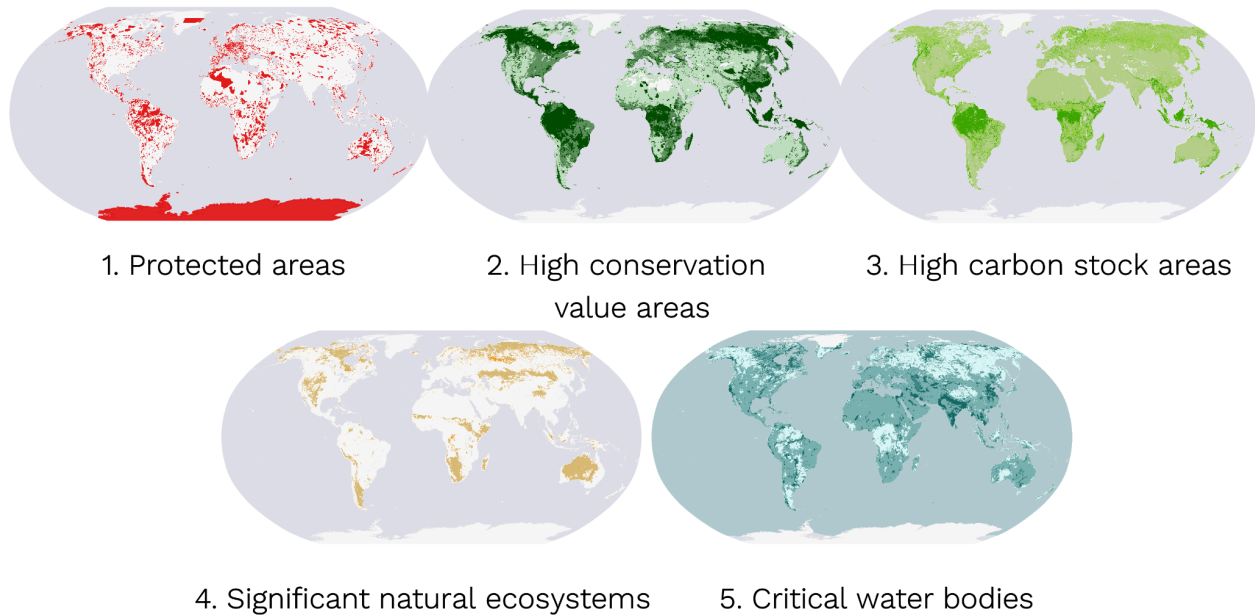 1. Protected areas
2. High conservation
value areas
3. High carbon stock areas
4. Significant natural ecosystems
5. Critical water bodies